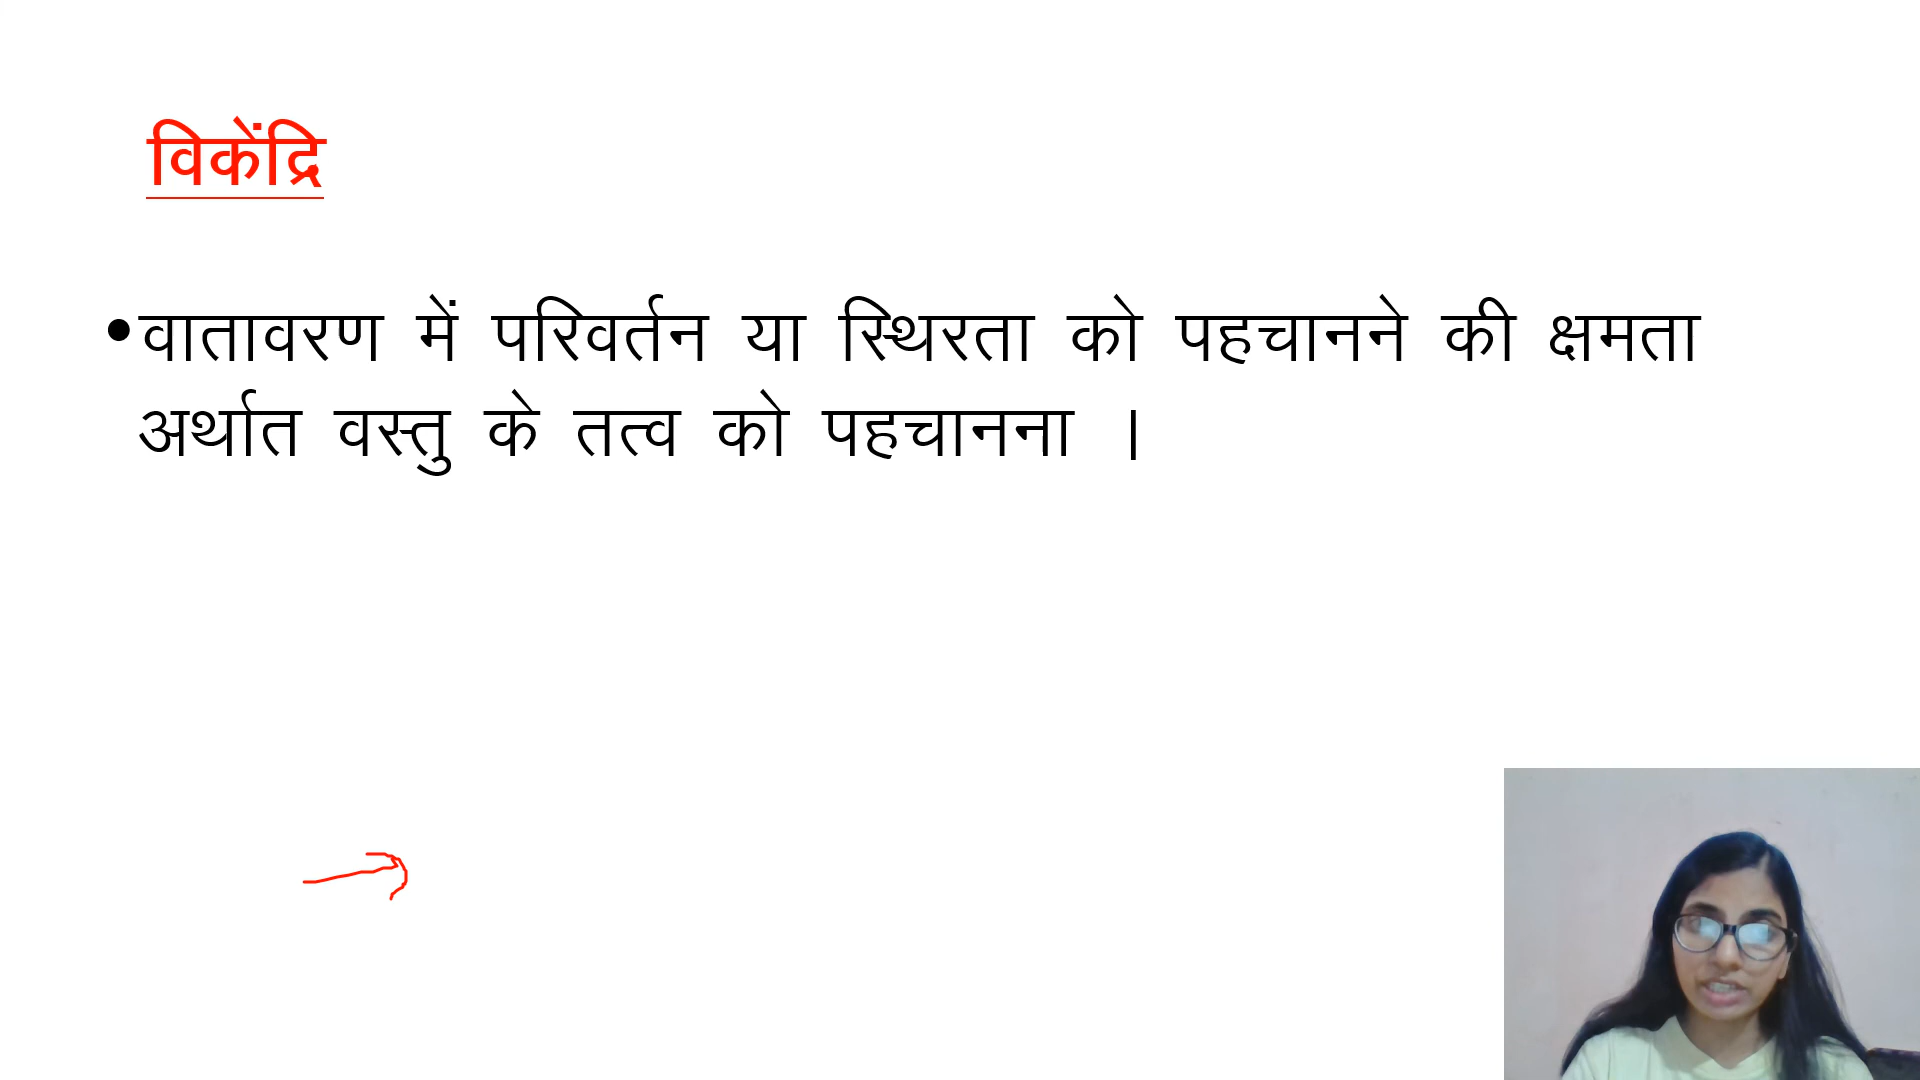 विकेंद्रि
•वातावरण में परिवर्तन या स्थिरता को पहचानने की क्षमता
अर्थात वस्तु के तत्व को पहचानना ।